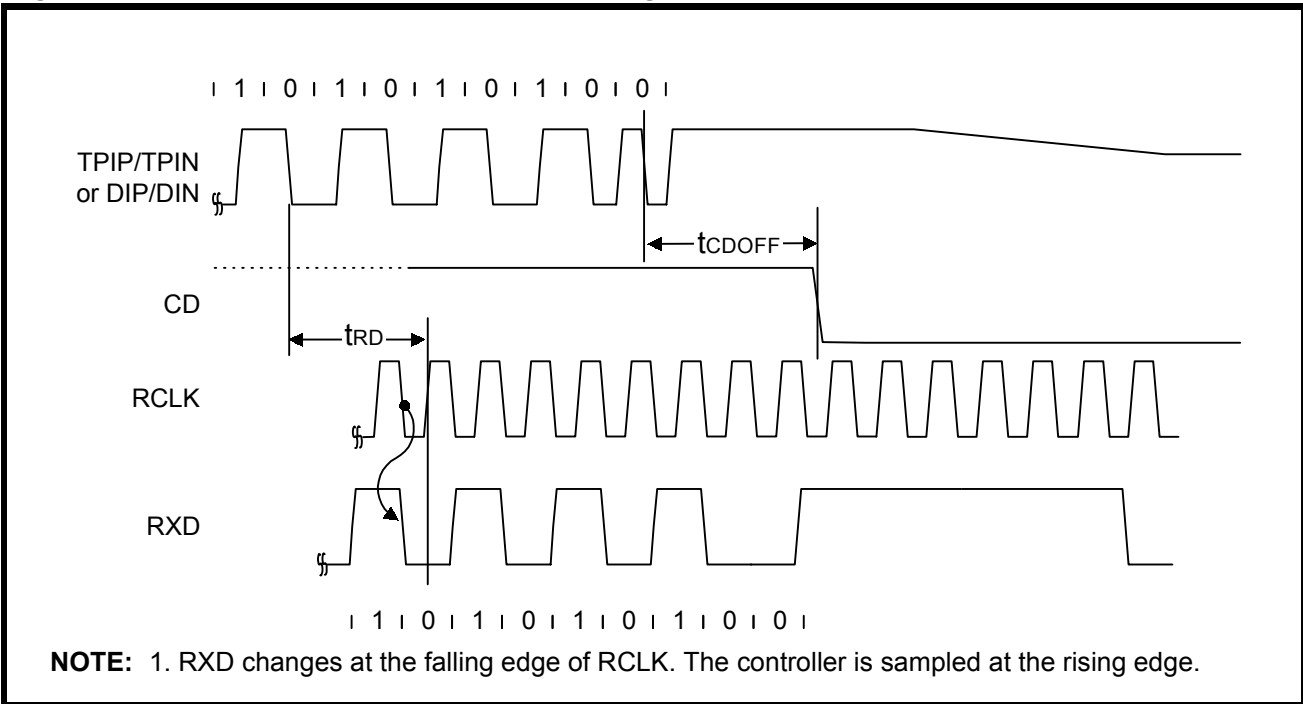 1 0 1 0 1 0 1 0 0
TPIP/TPIN
or DIP/DIN
tCDOFF
CD
tRD
RCLK
RXD
1 0 1 0 1 0 1 0 0
NOTE: 1. RXD changes at the falling edge of RCLK. The controller is sampled at the rising edge.